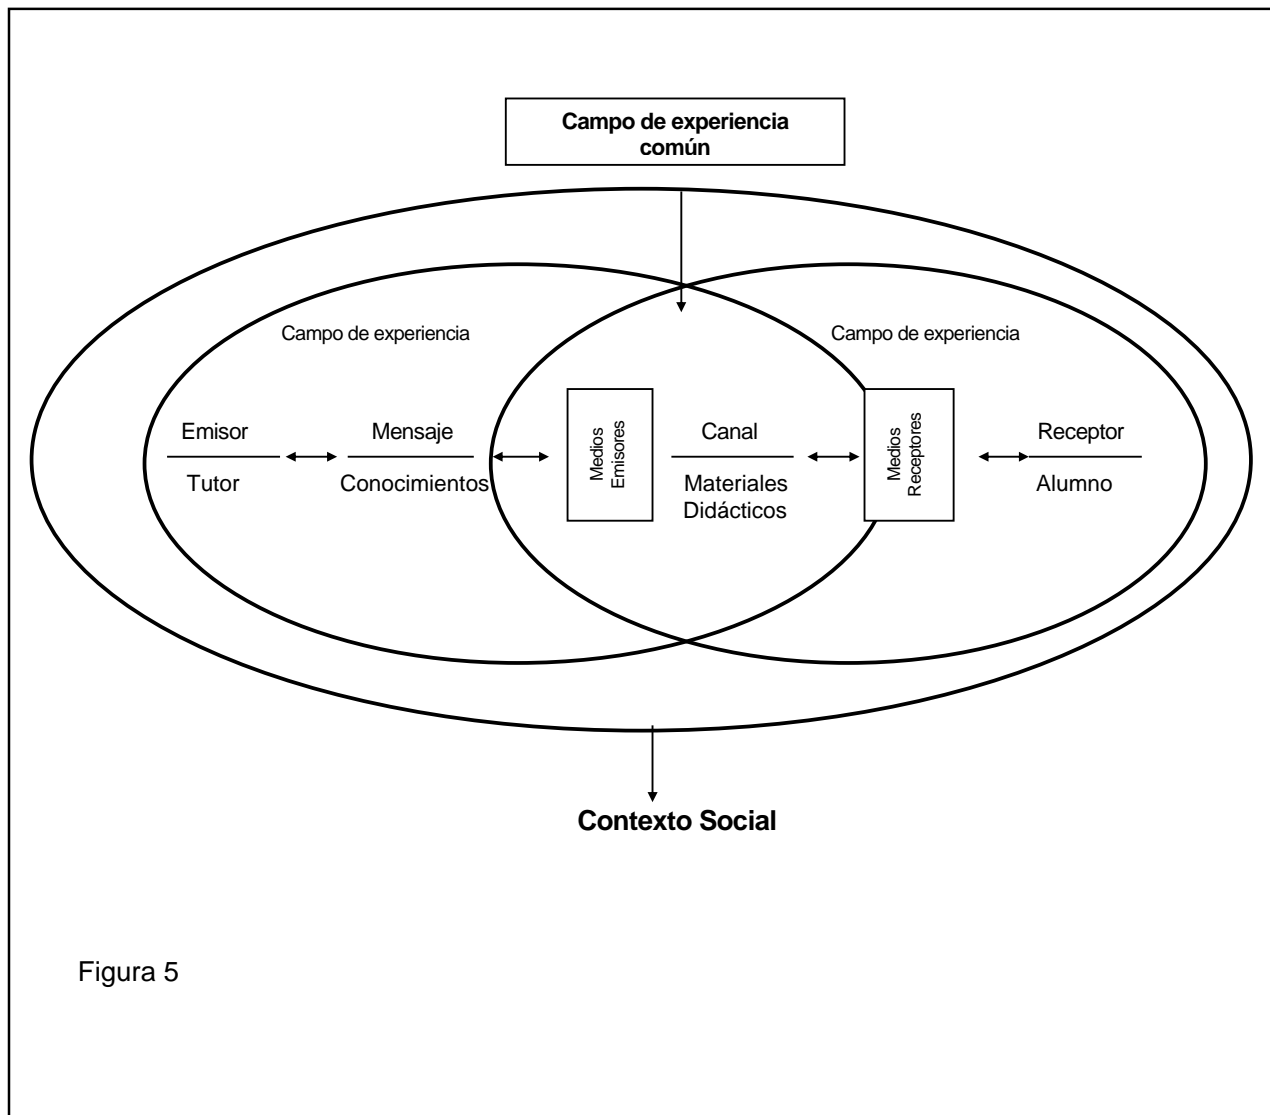 Campo de experiencia
común
Campo de experiencia
Campo de experiencia
Emisor
Tutor
Mensaje
Conocimientos
Medios
Emisores
Canal
Materiales
Didácticos
Medios
Receptores
Receptor
Alumno
Contexto Social
Figura 5